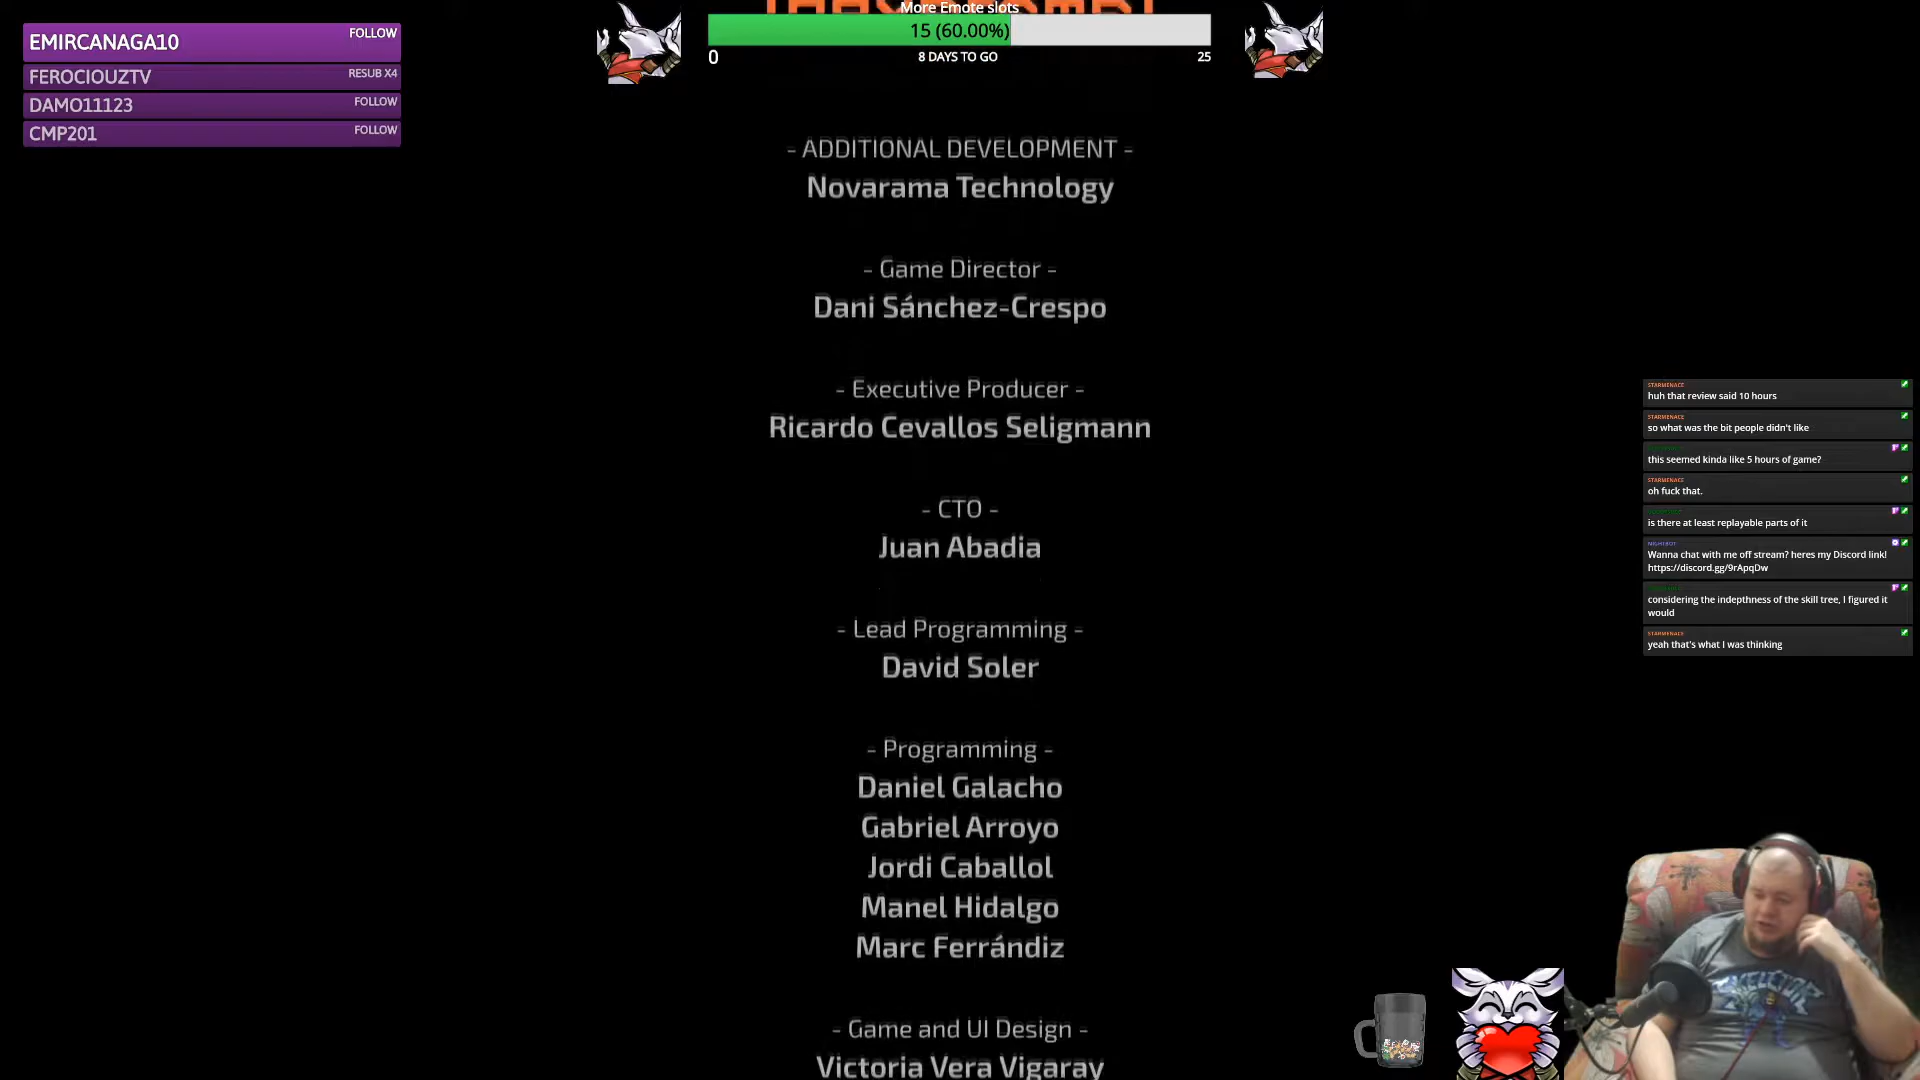 More Emote slots
15 (60.00%)
0
8 DAYS TO GO
25
EMIRCANAGA10
FOLLOW
FEROCIOUZTV
RESUB X4
DAMO11123
FOLLOW
CMP201
FOLLOW
- ADDITIONAL DEVELOPMENT -
Novarama Technology
- Game Director -
Dani Sánchez-Crespo
- Executive Producer -
Ricardo Cevallos Seligmann
- CTO -
Juan Abadia
- Lead Programming -
David Soler
- Programming -
Daniel Galacho
Gabriel Arroyo
Jordi Caballol
Manel Hidalgo
Marc Ferrándiz
- Game and UI Design -
Victoria Vera Vigaray
STARMENACE
huh that review said 10 hours
STARMENACE
so what was the bit people didn't like
this seemed kinda like 5 hours of game?
STARMENACE
oh fuck that.
is there at least replayable parts of it
NIGHTBOT
Wanna chat with me off stream? heres my Discord link!
https://discord.gg/9rApqDw
considering the indepthness of the skill tree, I figured it
would
STARMENACE
yeah that's what I was thinking